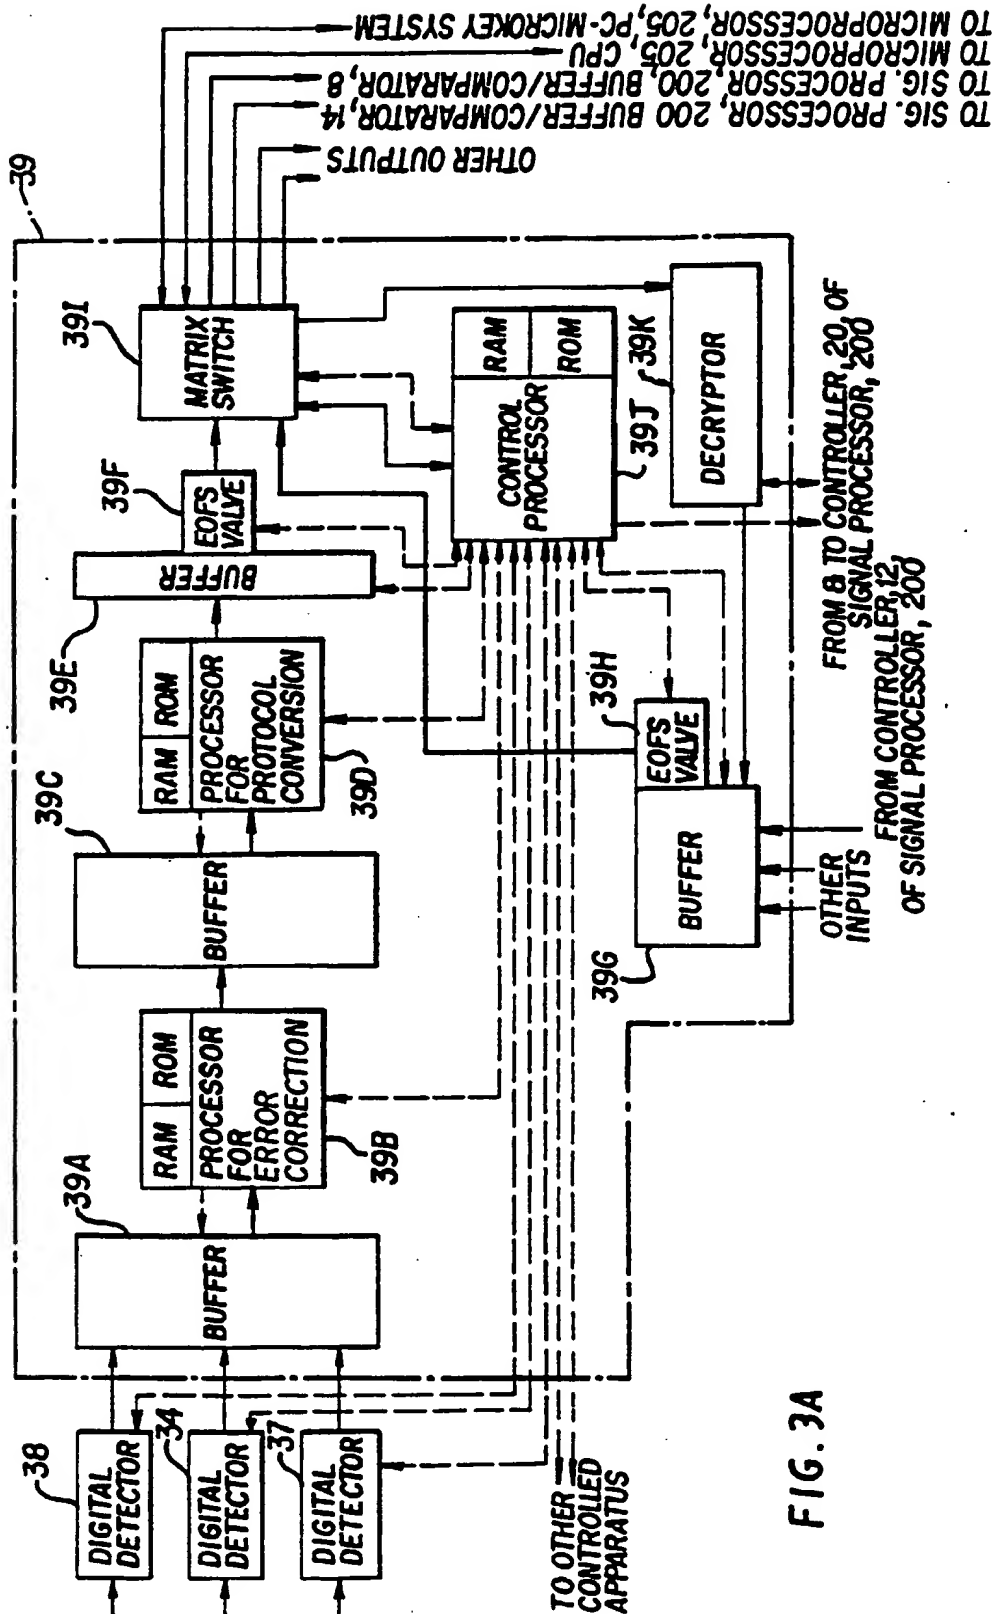 38
DIGITAL
DETECTOR
34
DIGITAL
DETECTOR
37
DIGITAL
DETECTOR
TO OTHER
CONTROLLED
APPARATUS
39A
BUFFER
RAM
ROM
PROCESSOR
FOR
ERROR
CORRECTION
39B
39C
BUFFER
RAM
ROM
PROCESSOR
FOR
PROTOCOL
CONVERSION
39D
39E
BUFFER
39F
EOFS
VALVE
39I
MATRIX
SWITCH
39
OTHER OUTPUTS
TO SIG. PROCESSOR, 200 BUFFER/COMPARATOR, 14
TO SIG. PROCESSOR, 200, BUFFER/COMPARATOR, 8
TO MICROPROCESSOR, 205, CPU
TO MICROPROCESSOR, 205, PC-MICROKEY SYSTEM
CONTROL
PROCESSOR
RAM
ROM
39J
39K
DECRYPTOR
39H
EOFS
VALVE
39G
BUFFER
OTHER
INPUTS
FROM CONTROLLER, 12,
OF SIGNAL PROCESSOR, 200
FROM & TO CONTROLLER, 20, OF
SIGNAL PROCESSOR, 200
FIG. 3A